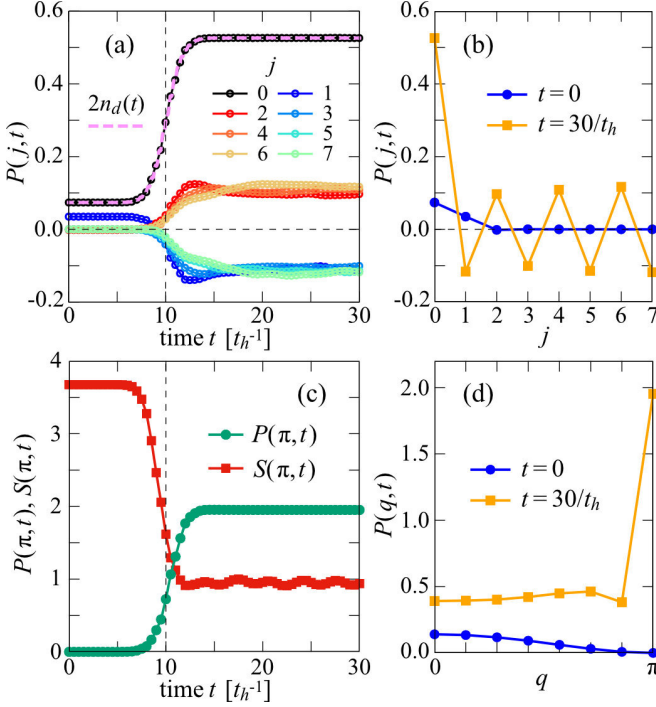 (a)
P(j,t)
0.6
0.4
0.2
0.0
-0.2
2n_d(t)
j
0 1
2 3
4 5
6 7
0 10 20 30
time t [t_h^-1]
(b)
P(j,t)
0.6
0.4
0.2
0.0
-0.2
t=0
t=30/t_h
0 1 2 3 4 5 6 7
j
(c)
P(π,t), S(π,t)
4
3
2
1
0
P(π,t)
S(π,t)
0 10 20 30
time t [t_h^-1]
(d)
P(q,t)
2.0
1.5
1.0
0.5
0.0
t=0
t=30/t_h
0 π
q